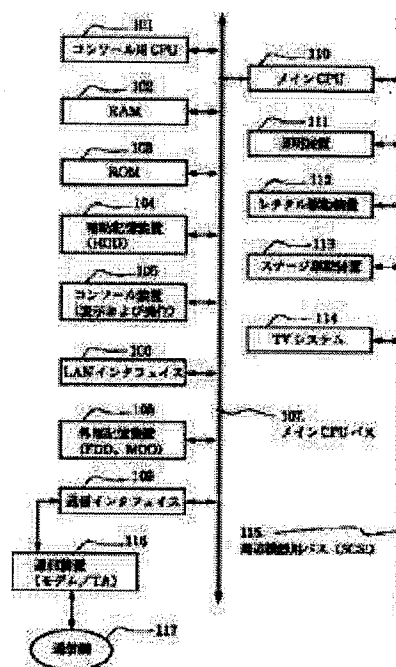 101
コンソール用CPU
102
RAM
103
ROM
104
補助記憶装置
(HDD)
105
コンソール装置
(表示および操作)
LANインタフェイス
外部記憶装置
(FDD、MOD)
109
通信インタフェイス
116
通信装置
(モデム/TA)
117
通信網
110
メインCPU
111
照明装置
112
レチクル駆動装置
113
ステージ駆動装置
114
TVシステム
107
メインCPUバス
115
周辺機器用バス (SCSI)